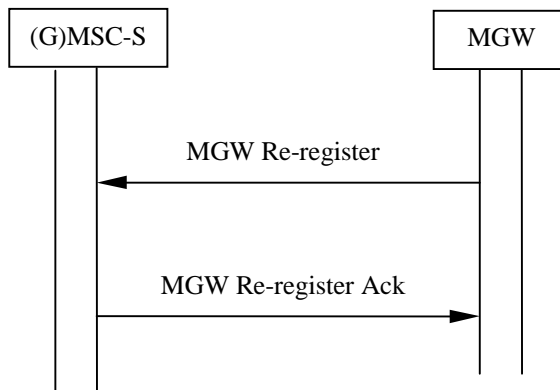 (G)MSC-S
MGW
MGW Re-register
MGW Re-register Ack